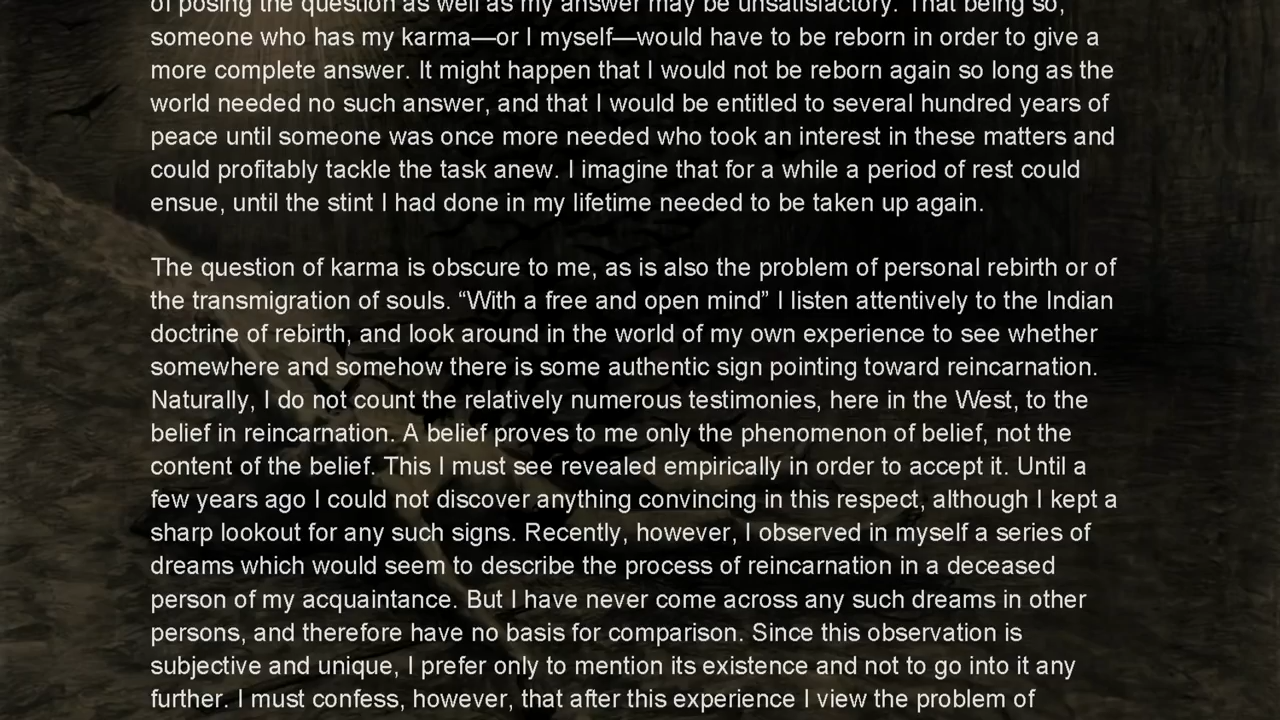 of posing the question as well as my answer may be unsatisfactory. That being so,
someone who has my karma—or I myself—would have to be reborn in order to give a
more complete answer. It might happen that I would not be reborn again so long as the
world needed no such answer, and that I would be entitled to several hundred years of
peace until someone was once more needed who took an interest in these matters and
could profitably tackle the task anew. I imagine that for a while a period of rest could
ensue, until the stint I had done in my lifetime needed to be taken up again.
The question of karma is obscure to me, as is also the problem of personal rebirth or of
the transmigration of souls. “With a free and open mind” I listen attentively to the Indian
doctrine of rebirth, and look around in the world of my own experience to see whether
somewhere and somehow there is some authentic sign pointing toward reincarnation.
Naturally, I do not count the relatively numerous testimonies, here in the West, to the
belief in reincarnation. A belief proves to me only the phenomenon of belief, not the
content of the belief. This I must see revealed empirically in order to accept it. Until a
few years ago I could not discover anything convincing in this respect, although I kept a
sharp lookout for any such signs. Recently, however, I observed in myself a series of
dreams which would seem to describe the process of reincarnation in a deceased
person of my acquaintance. But I have never come across any such dreams in other
persons, and therefore have no basis for comparison. Since this observation is
subjective and unique, I prefer only to mention its existence and not to go into it any
further. I must confess, however, that after this experience I view the problem of